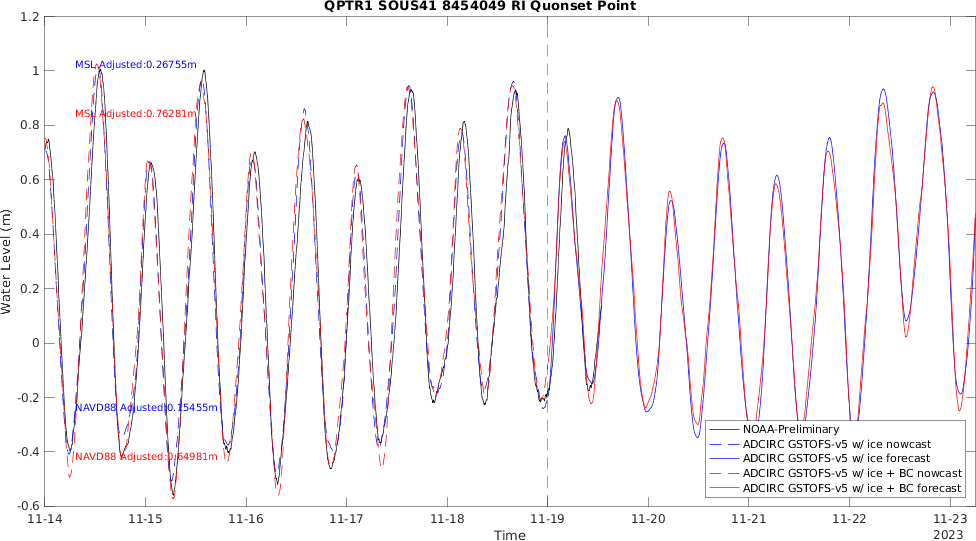 QPTR1 SOUS41 8454049 RI Quonset Point
1.2
1
0.8
0.6
0.4
0.2
0
-0.2
-0.4
-0.6
Water Level (m)
MSL Adjusted:0.26755m
MSL Adjusted:0.76281m
NAVD88 Adjusted:0.15455m
NAVD88 Adjusted:0.64981m
NOAA-Preliminary
ADCIRC GSTOFS-v5 w/ ice nowcast
ADCIRC GSTOFS-v5 w/ ice forecast
ADCIRC GSTOFS-v5 w/ ice + BC nowcast
ADCIRC GSTOFS-v5 w/ ice + BC forecast
11-14 11-15 11-16 11-17 11-18 11-19 11-20 11-21 11-22 11-23
Time
2023